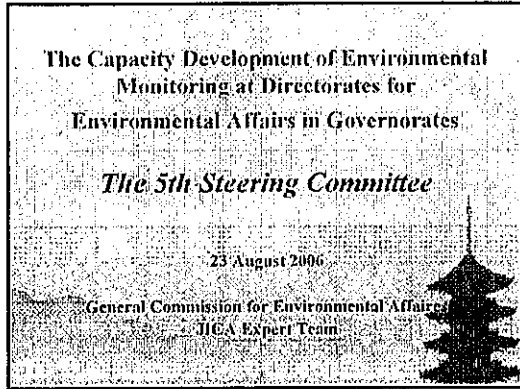 The Capacity Development of Environmental
Monitoring at Directorates for
Environmental Affairs in Governorates
The 5th Steering Committee
23 August 2006
General Commission for Environmental Affaires
JICA Expert Team